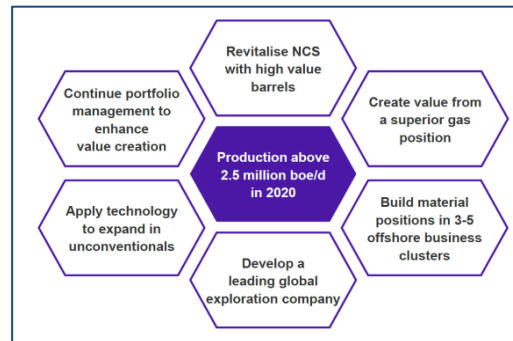 Revitalise NCS
with high value
barrels
Continue portfolio
management to
enhance
value creation
Create value from
a superior gas
position
Production above
2.5 million boe/d
in 2020
Apply technology
to expand in
unconventionals
Build material
positions in 3-5
offshore business
clusters
Develop a
leading global
exploration company